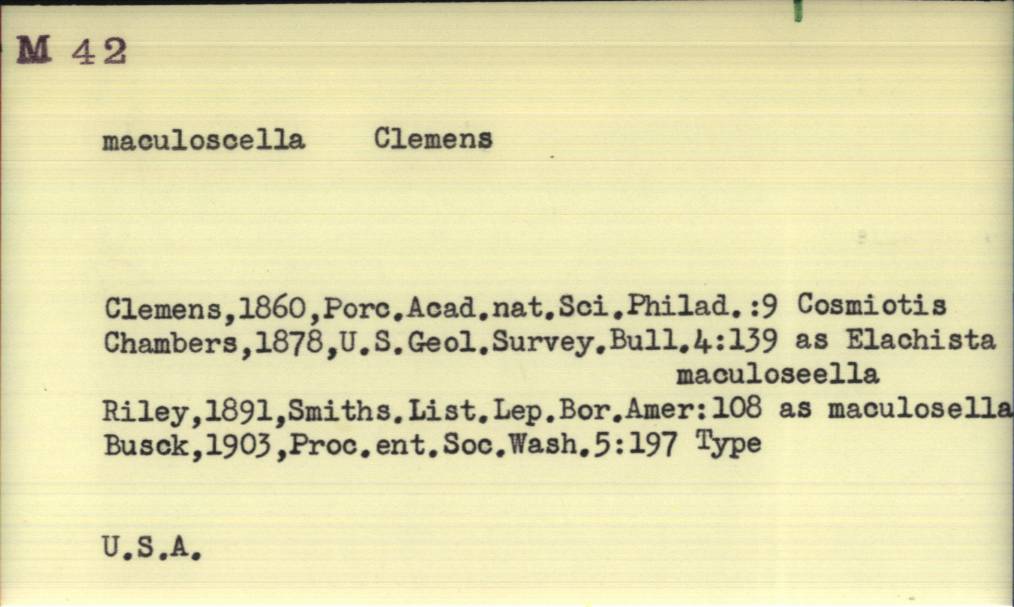 M 42
maculoscella Clemens
Clemens,1860,Porc.Acad.nat.Sci.Philad.:9 Cosmiotis
Chambers,1878,U.S.Geol.Survey.Bull.4:139 as Elachista
maculoseella
Riley,1891,Smiths.List.Lep.Bor.Amer:108 as maculosella
Busck,1903,Proc.ent.Soc.Wash.5:197 Type
U.S.A.